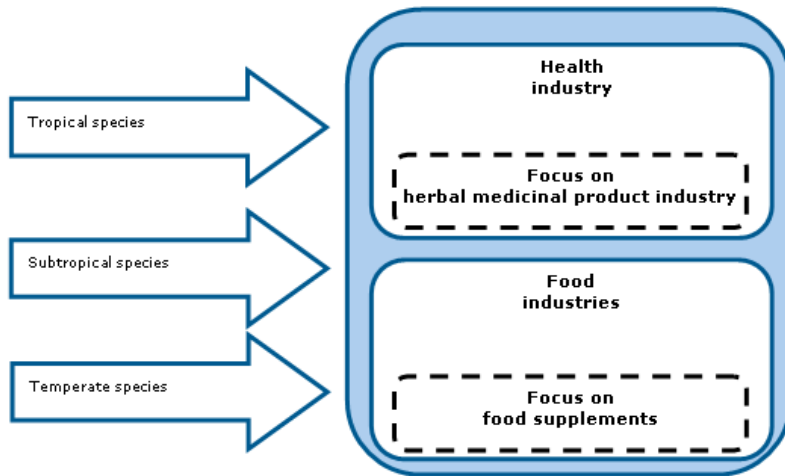 Tropical species
Subtropical species
Temperate species
Health
industry
Focus on
herbal medicinal product industry
Food
industries
Focus on
food supplements